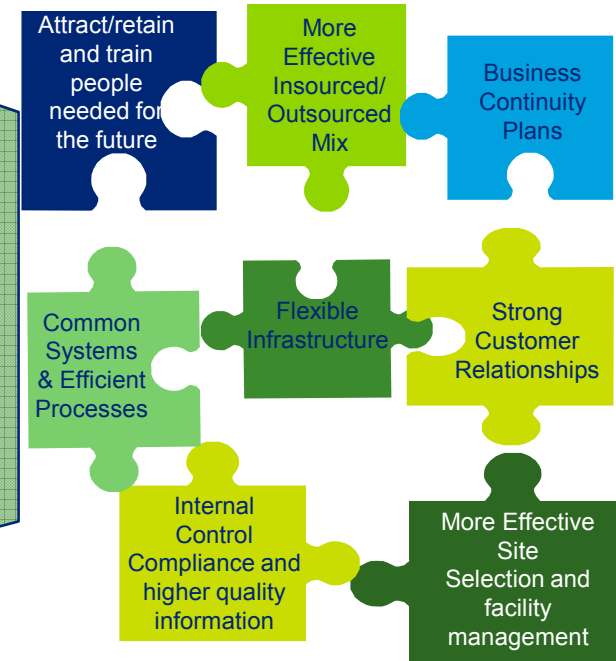 Attract/retain
and train
people
needed for
the future
More
Effective
Insourced/
Outsourced
Mix
Business
Continuity
Plans
Common
Systems
& Efficient
Processes
Flexible
Infrastructure
Strong
Customer
Relationships
Internal
Control
Compliance and
higher quality
information
More Effective
Site
Selection and
facility
management